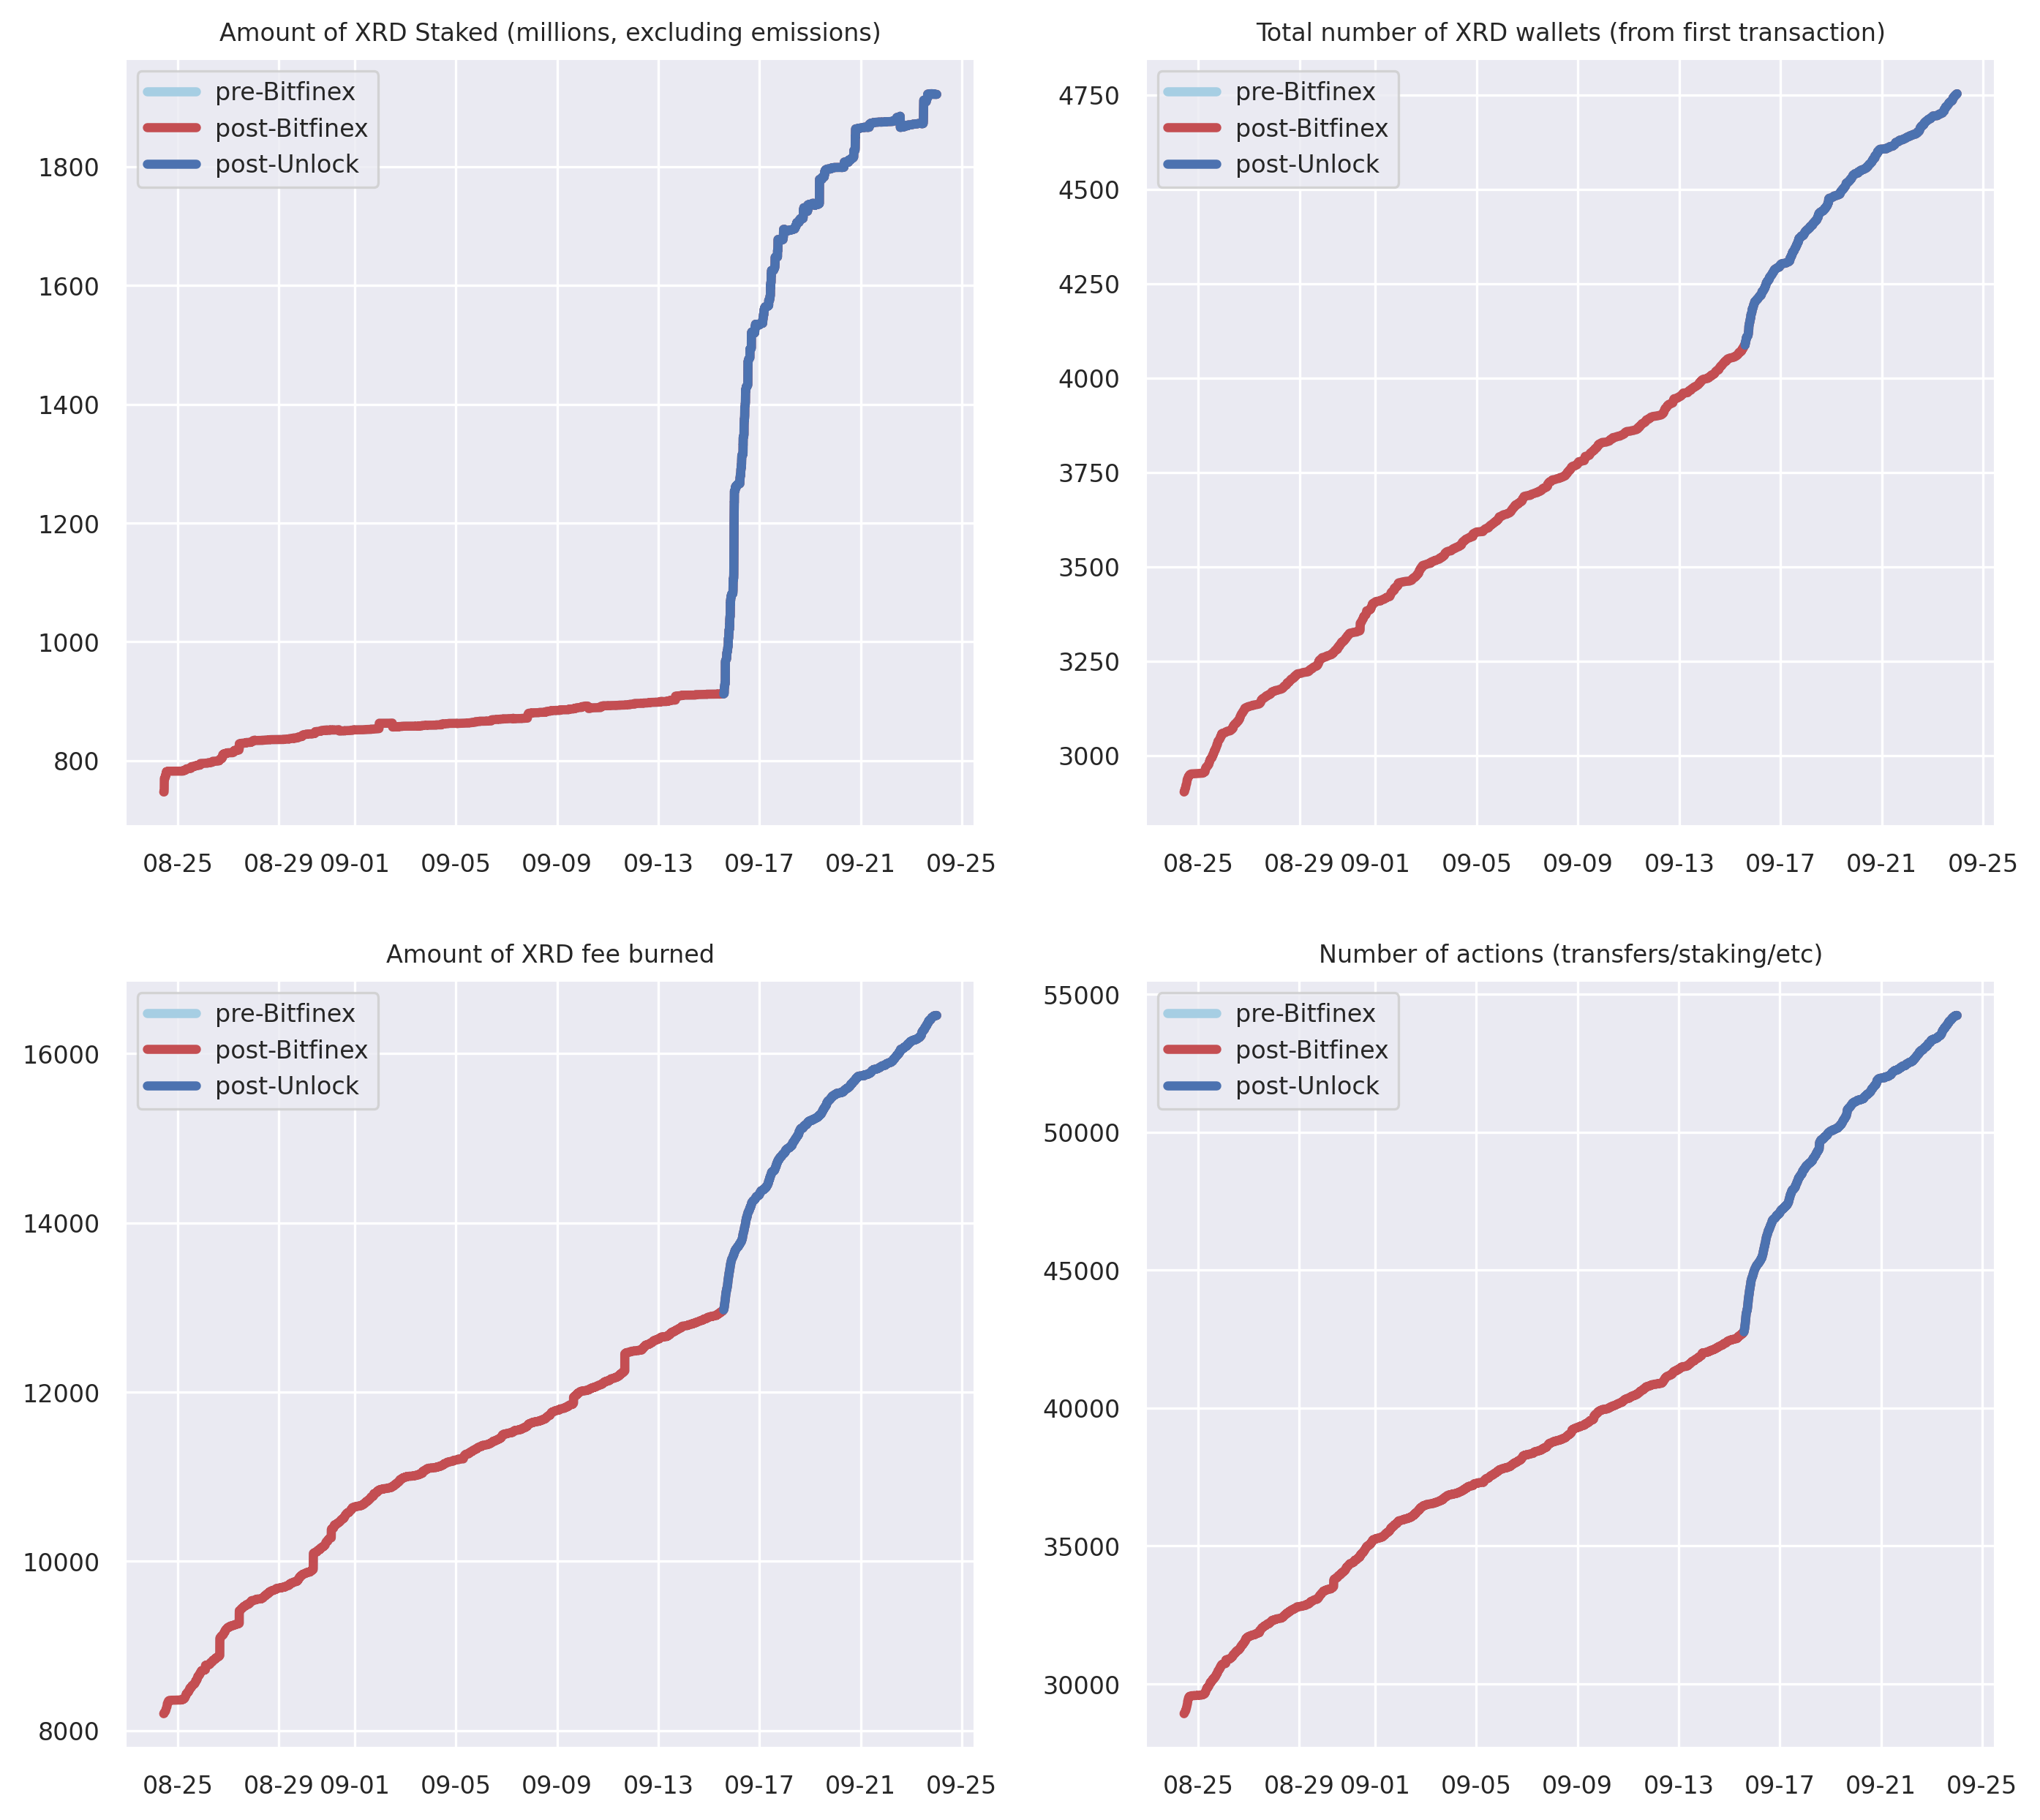 Amount of XRD Staked (millions, excluding emissions)
pre-Bitfinex
post-Bitfinex
post-Unlock
1800
1600
1400
1200
1000
800
08-25 08-29 09-01 09-05 09-09 09-13 09-17 09-21 09-25
Total number of XRD wallets (from first transaction)
pre-Bitfinex
post-Bitfinex
post-Unlock
4750
4500
4250
4000
3750
3500
3250
3000
08-25 08-29 09-01 09-05 09-09 09-13 09-17 09-21 09-25
Amount of XRD fee burned
pre-Bitfinex
post-Bitfinex
post-Unlock
16000
14000
12000
10000
8000
08-25 08-29 09-01 09-05 09-09 09-13 09-17 09-21 09-25
Number of actions (transfers/staking/etc)
pre-Bitfinex
post-Bitfinex
post-Unlock
55000
50000
45000
40000
35000
30000
08-25 08-29 09-01 09-05 09-09 09-13 09-17 09-21 09-25